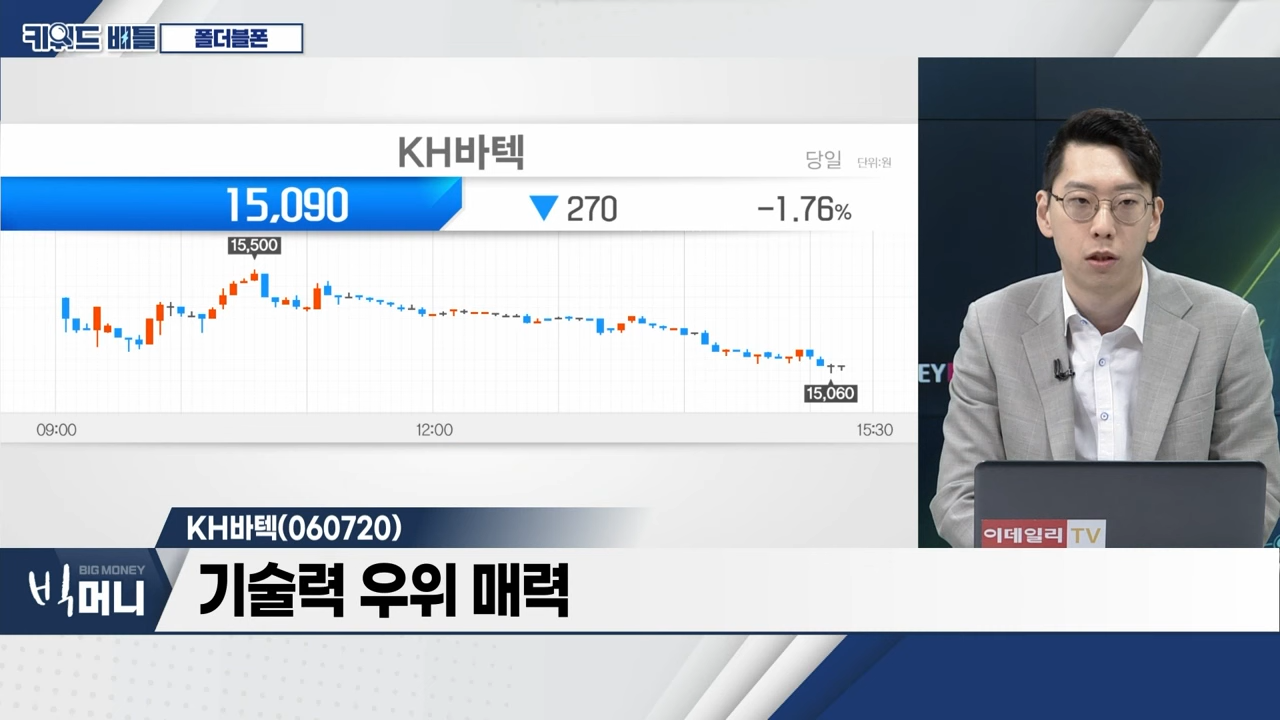 키워드 배틀 폴더블폰
KH바텍
당일 단위:원
15,090 ▼270 -1.76%
15,500
15,060
09:00 12:00 15:30
EY
이데일리 TV
KH바텍(060720)
BIG MONEY
빅머니
기술력 우위 매력